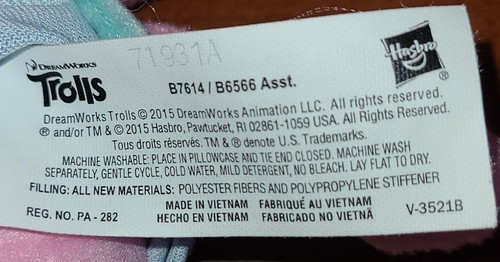 71931A
DREAMWORKS
Trolls
Hasbro
®
B7614 / B6566 Asst.
DreamWorks Trolls © 2015 DreamWorks Animation LLC. All rights reserved.
® and/or TM & © 2015 Hasbro, Pawtucket, RI 02861-1059 USA. All Rights Reserved.
Tous droits réservés. TM & ® denote U.S. Trademarks.
MACHINE WASHABLE: PLACE IN PILLOWCASE AND TIE END CLOSED. MACHINE WASH
SEPARATELY, GENTLE CYCLE, COLD WATER, MILD DETERGENT, NO BLEACH. LAY FLAT TO DRY.
FILLING: ALL NEW MATERIALS: POLYESTER FIBERS AND POLYPROPYLENE STIFFENER
MADE IN VIETNAM FABRIQUÉ AU VIETNAM
REG. NO. PA - 282 HECHO EN VIETNAM FABRICADO NO VIETNÃ V-3521B